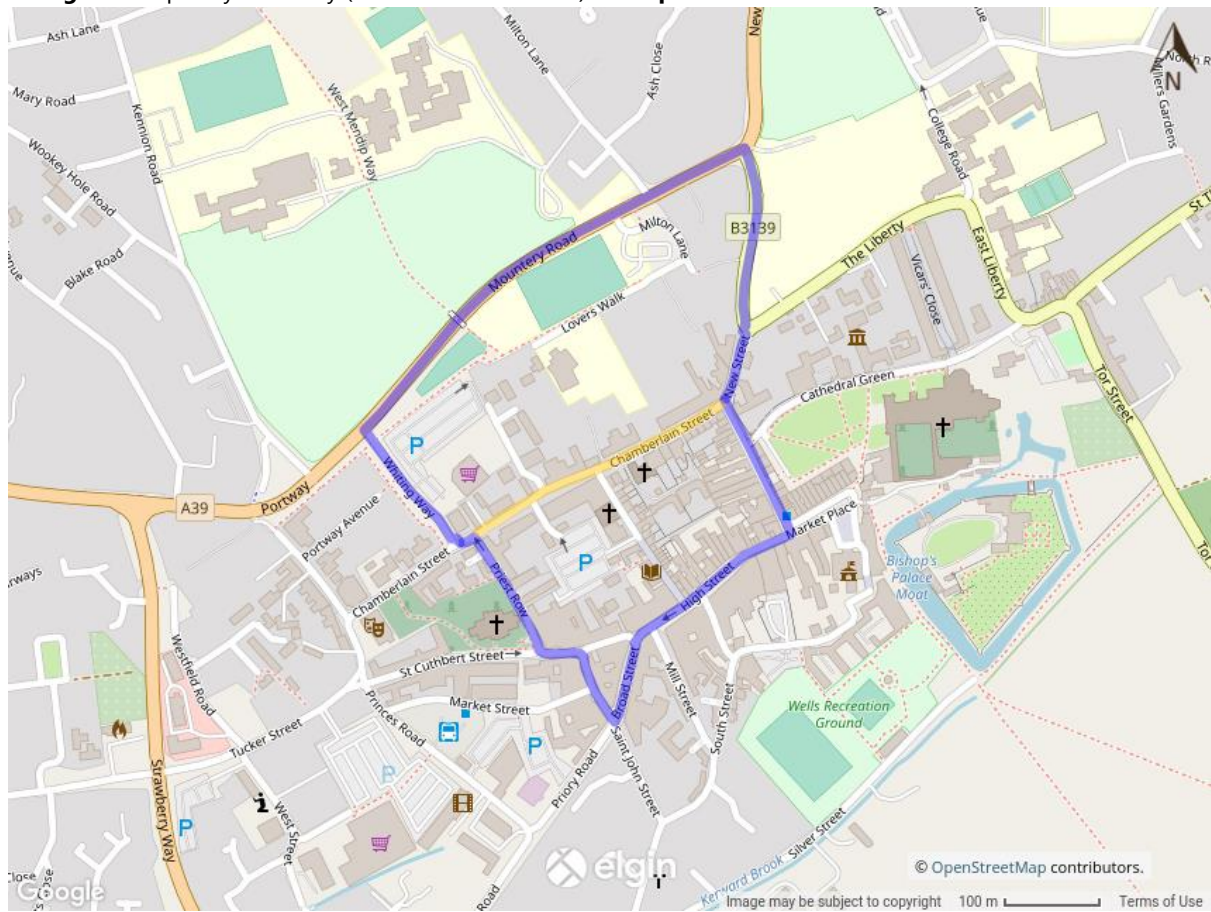 Ash Lane
Milton Lane
New
Ash Close
North R
N
Millers Gardens
Mary Road
Kennion Road
West Mendip Way
College Road
Wookey Hole Road
Milton Lane
B3139
Mountery Road
The Liberty
East Liberty
St T
Blake Road
Vicars' Close
Lovers Walk
New Street
Cathedral Green
Tor Street
Chamberlain Street
P
Whiting Way
A39
Portway
Portway Avenue
Market Place
Tor
Chamberlain Street
Priest Row
P
High Street
Bishop's
Palace
Moat
St Cuthbert Street
Broad Street
Mill Street
Westfield Road
Market Street
South Street
Wells Recreation
Ground
Princes Road
Tucker Street
P
Saint John Street
Priory Road
P
Strawberry Way
P
West Street
Silver Street
elgin
© OpenStreetMap contributors.
Close
Road
Google
Image may be subject to copyright
100 m
Terms of Use